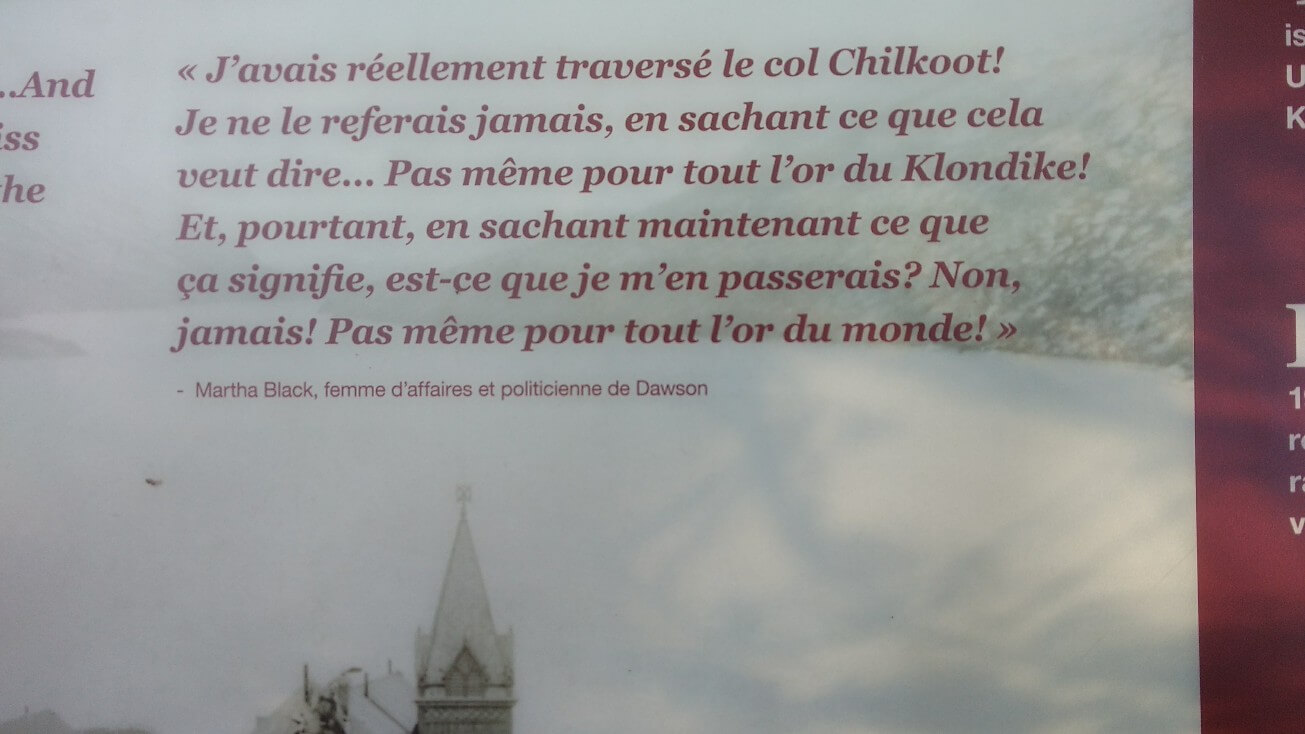 ...And
iss
he
« J’avais réellement traversé le col Chilkoot!
Je ne le referais jamais, en sachant ce que cela
veut dire... Pas même pour tout l’or du Klondike!
Et, pourtant, en sachant maintenant ce que
ça signifie, est-ce que je m’en passerais? Non,
jamais! Pas même pour tout l’or du monde! »
- Martha Black, femme d’affaires et politicienne de Dawson
is
U
K
1
r
v